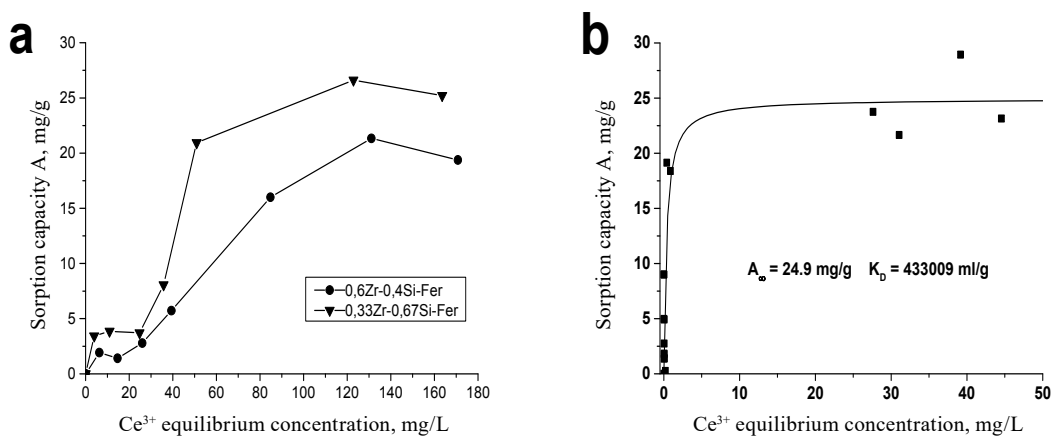 a
30
25
20
15
10
5
0
Sorption capacity A, mg/g
0,6Zr-0,4Si-Fer
0,33Zr-0,67Si-Fer
0 20 40 60 80 100 120 140 160 180
Ce³⁺ equilibrium concentration, mg/L
b
30
25
20
15
10
5
0
Sorption capacity A, mg/g
A∞ = 24.9 mg/g K_D = 433009 ml/g
0 10 20 30 40 50
Ce³⁺ equilibrium concentration, mg/L